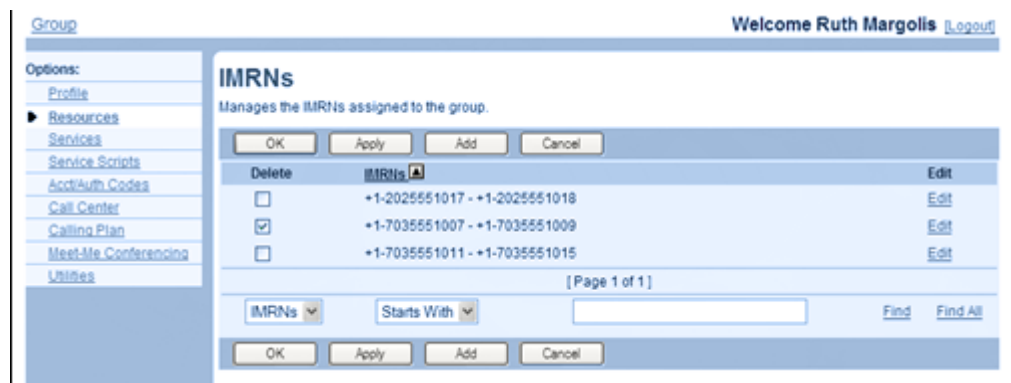 Group Welcome Ruth Margolis [Logout]
Options:
Profile
Resources
Services
Service Scripts
Acct/Auth Codes
Call Center
Calling Plan
Meet-Me Conferencing
Utilities
IMRNs
Manages the IMRNs assigned to the group.
OK Apply Add Cancel
Delete IMRNs Edit
+1-2025551017 - +1-2025551018 Edit
+1-7035551007 - +1-7035551009 Edit
+1-7035551011 - +1-7035551015 Edit
[ Page 1 of 1 ]
IMRNs Starts With Find Find All
OK Apply Add Cancel